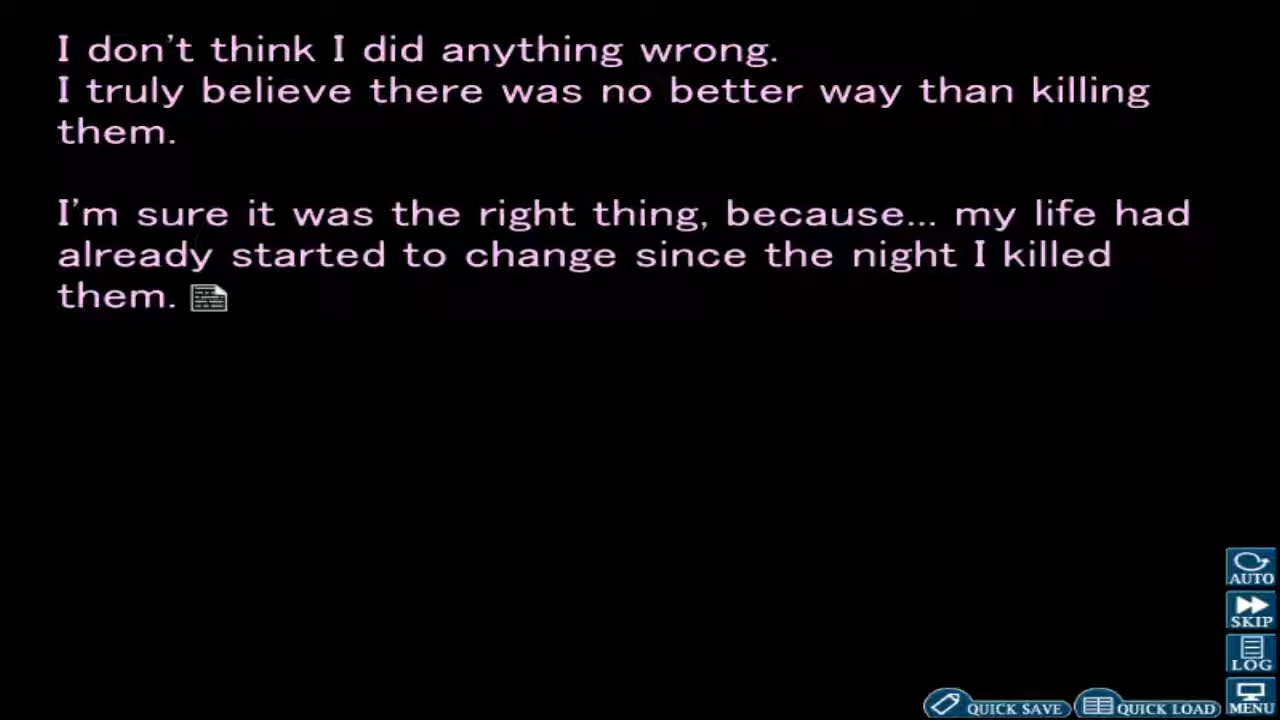 I don't think I did anything wrong.
I truly believe there was no better way than killing
them.
I'm sure it was the right thing, because... my life had
already started to change since the night I killed
them.
AUTO
SKIP
LOG
MENU
QUICK SAVE
QUICK LOAD